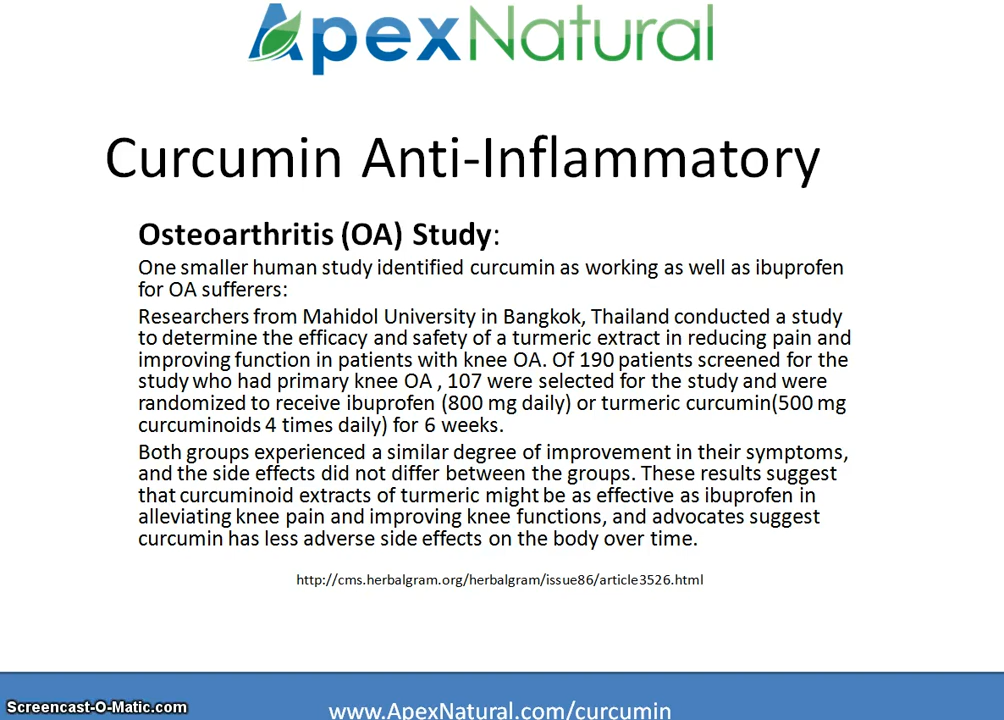 ApexNatural
Curcumin Anti-Inflammatory
Osteoarthritis (OA) Study:
One smaller human study identified curcumin as working as well as ibuprofen
for OA sufferers:
Researchers from Mahidol University in Bangkok, Thailand conducted a study
to determine the efficacy and safety of a turmeric extract in reducing pain and
improving function in patients with knee OA. Of 190 patients screened for the
study who had primary knee OA , 107 were selected for the study and were
randomized to receive ibuprofen (800 mg daily) or turmeric curcumin(500 mg
curcuminoids 4 times daily) for 6 weeks.
Both groups experienced a similar degree of improvement in their symptoms,
and the side effects did not differ between the groups. These results suggest
that curcuminoid extracts of turmeric might be as effective as ibuprofen in
alleviating knee pain and improving knee functions, and advocates suggest
curcumin has less adverse side effects on the body over time.
http://cms.herbalgram.org/herbalgram/issue86/article3526.html
Screencast-O-Matic.com
www.ApexNatural.com/curcumin